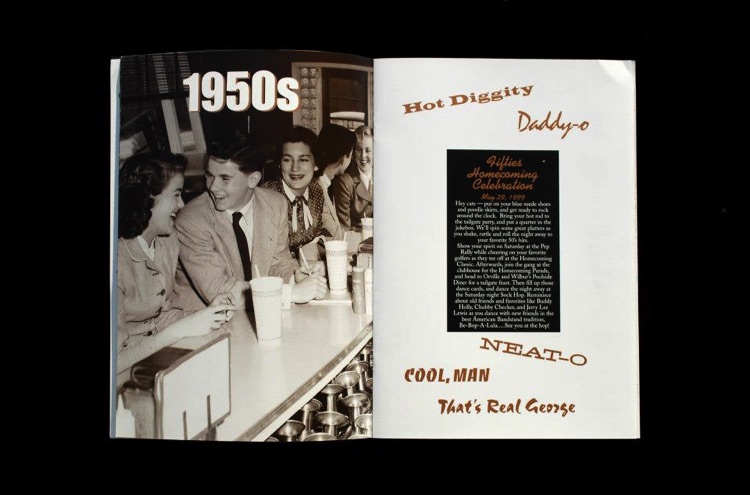 1950s
Hot Diggity
Daddy-o
Fifties
Homecoming
Celebration
May 29, 1999
Hey cats — put on your blue suede shoes
and poodle skirts, and get ready to rock
around the clock. Bring your hot rod to
the tailgate party, and put a quarter in the
jukebox. We'll spin some great platters as
you shake, rattle and roll the night away to
your favorite 50's hits.
Show your spirit on Saturday at the Pep
Rally while cheering on your favorite
golfers as they tee off at the Homecoming
Classic. Afterwards, join the gang at the
clubhouse for the Homecoming Parade,
and head to Orville and Wilbur's Poolside
Diner for a tailgate feast. Then fill up those
dance cards, and dance the night away at
the Saturday night Sock Hop. Reminisce
about old friends and favorites like Buddy
Holly, Chubby Checker, and Jerry Lee
Lewis as you dance with new friends in the
best American Bandstand tradition,
Be-Bop-A-Lula.... See you at the hop!
NEAT-O
COOL, MAN
That's Real George